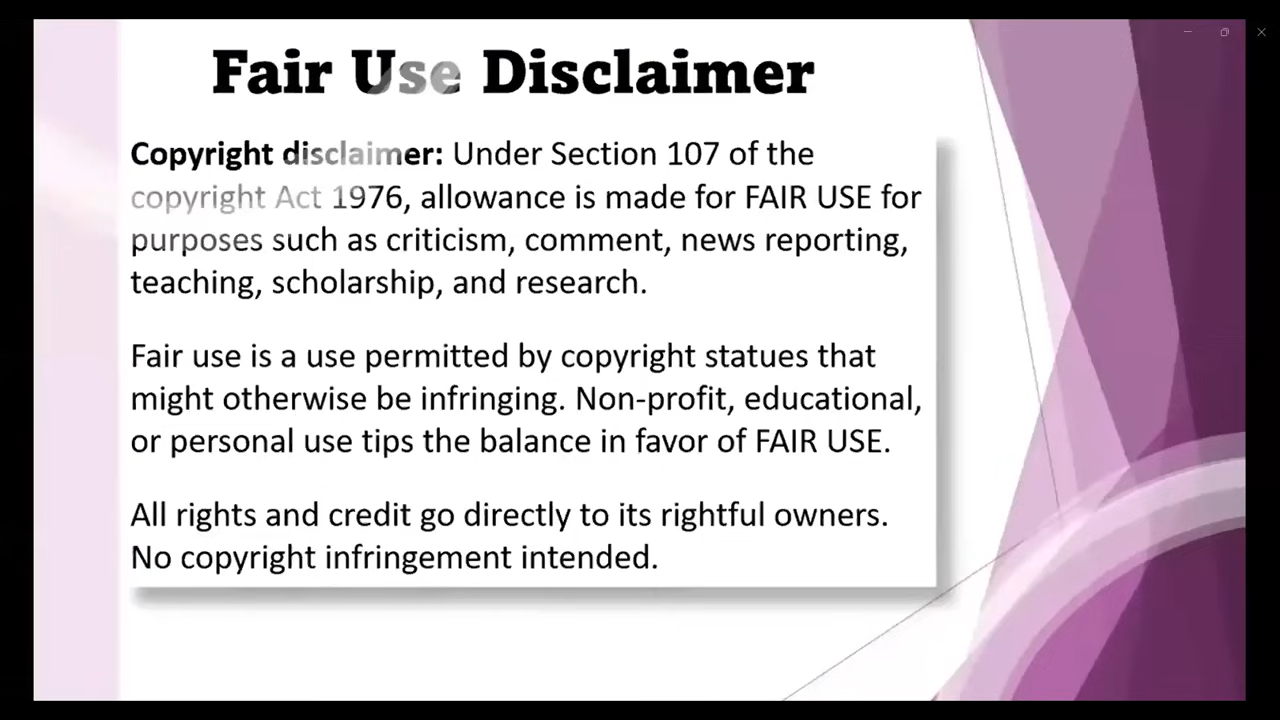 Fair Use Disclaimer
Copyright disclaimer: Under Section 107 of the
copyright Act 1976, allowance is made for FAIR USE for
purposes such as criticism, comment, news reporting,
teaching, scholarship, and research.
Fair use is a use permitted by copyright statues that
might otherwise be infringing. Non-profit, educational,
or personal use tips the balance in favor of FAIR USE.
All rights and credit go directly to its rightful owners.
No copyright infringement intended.